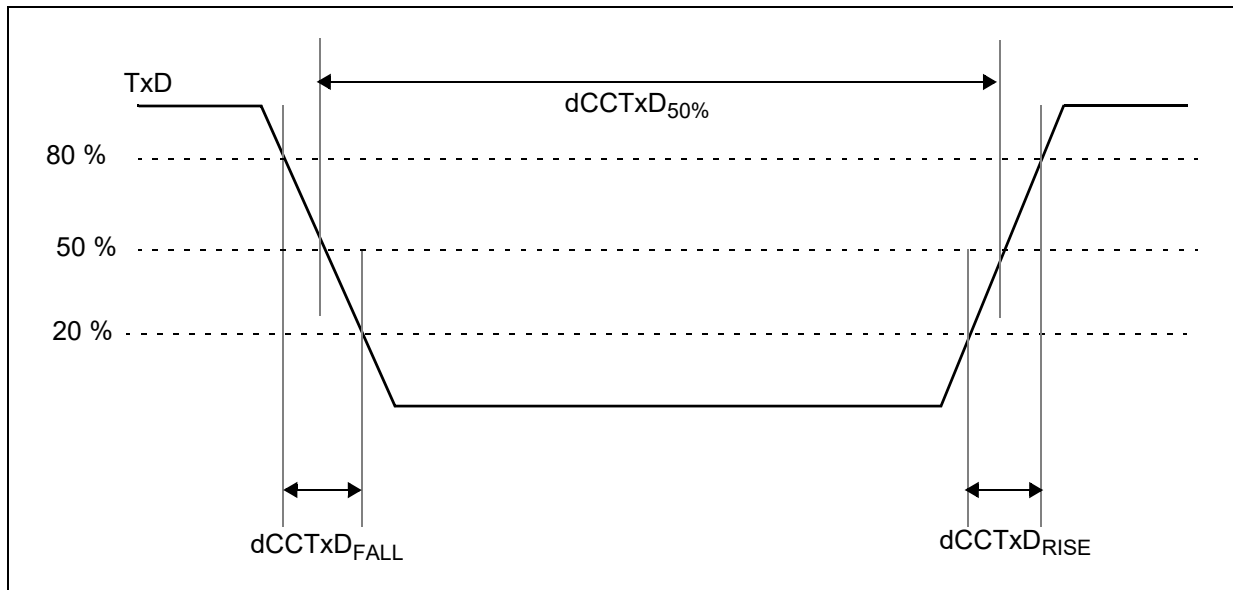 TxD
dCCTxD50%
80 %
50 %
20 %
dCCTxDFALL
dCCTxDRISE